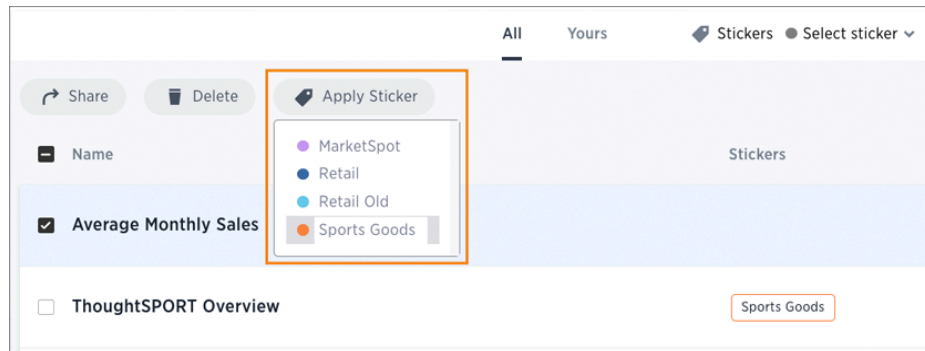 All Yours Stickers Select sticker
Share Delete Apply Sticker
Name Stickers
MarketSpot
Retail
Retail Old
Sports Goods
Average Monthly Sales
ThoughtSPORT Overview Sports Goods